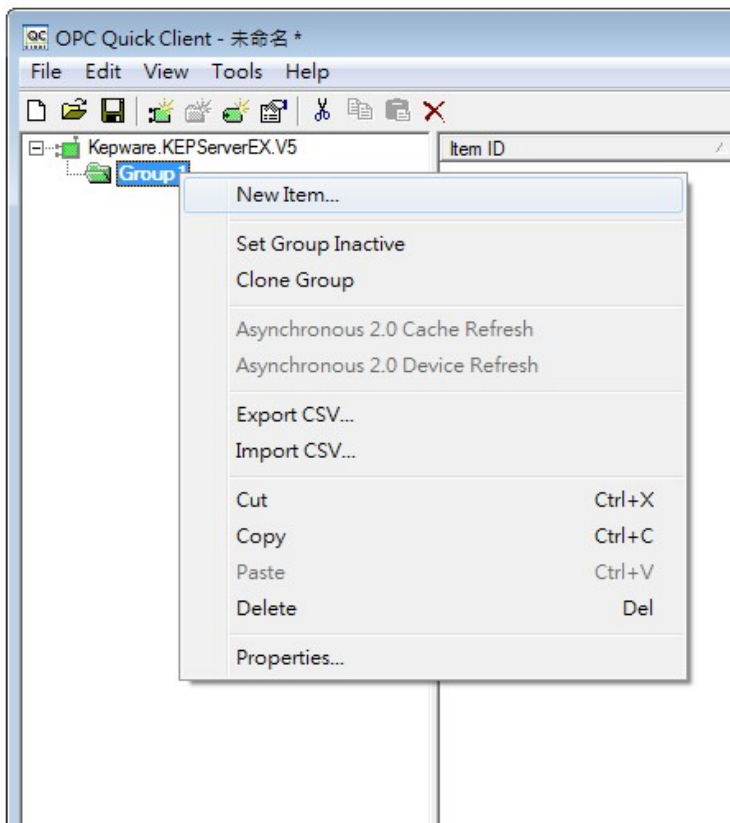 OPC Quick Client - 未命名 *
File Edit View Tools Help
Kepware.KEPServerEX.V5
Item ID
Group 1
New Item...
Set Group Inactive
Clone Group
Asynchronous 2.0 Cache Refresh
Asynchronous 2.0 Device Refresh
Export CSV...
Import CSV...
Cut Ctrl+X
Copy Ctrl+C
Paste Ctrl+V
Delete Del
Properties...